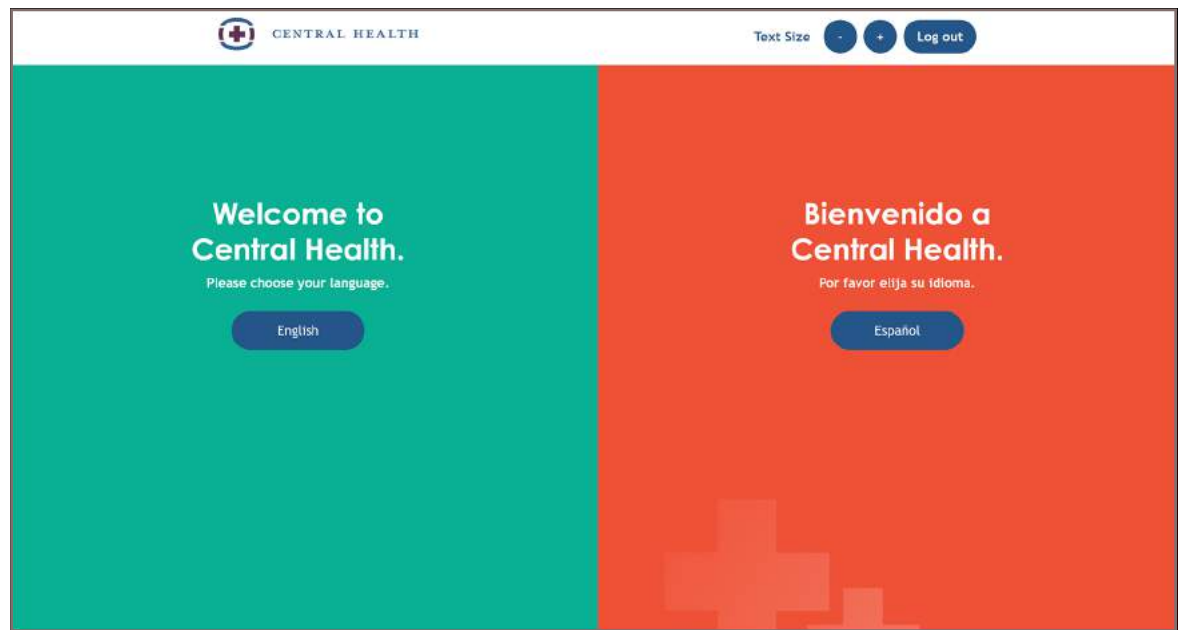 CENTRAL HEALTH
Text Size - + Log out
Welcome to
Central Health.
Please choose your language.
English
Bienvenido a
Central Health.
Por favor elija su idioma.
Español